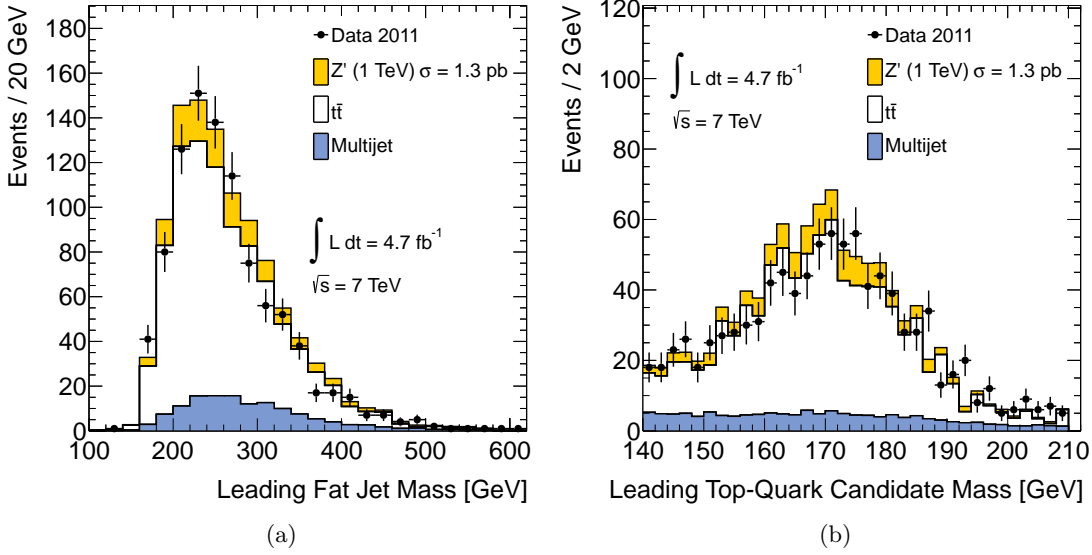 Events / 20 GeV
180
160
140
120
100
80
60
40
20
0
100 200 300 400 500 600
Data 2011
Z' (1 TeV) σ = 1.3 pb
tt̄
Multijet
∫ L dt = 4.7 fb⁻¹
√s = 7 TeV
Leading Fat Jet Mass [GeV]
(a)
Events / 2 GeV
120
100
80
60
40
20
0
140 150 160 170 180 190 200 210
∫ L dt = 4.7 fb⁻¹
√s = 7 TeV
Data 2011
Z' (1 TeV) σ = 1.3 pb
tt̄
Multijet
Leading Top-Quark Candidate Mass [GeV]
(b)